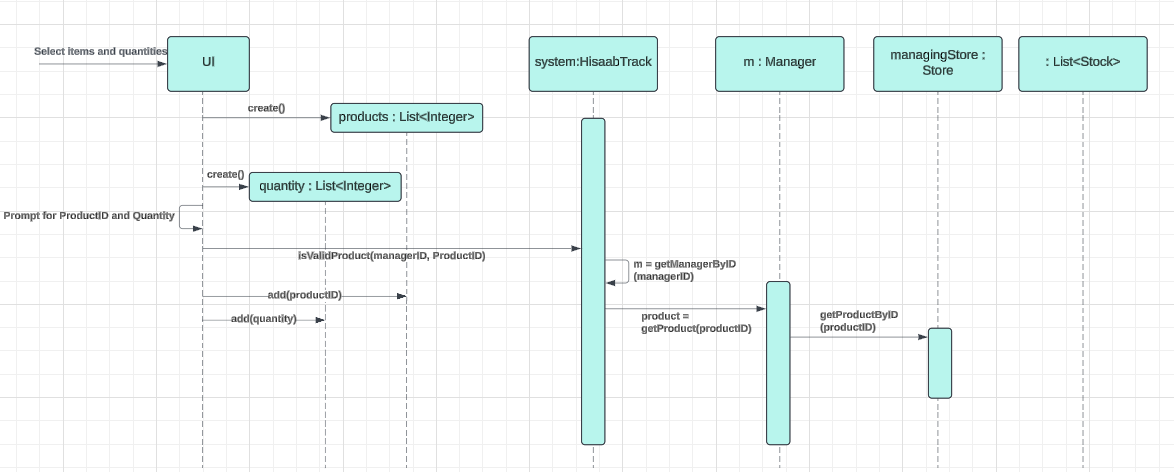 Select items and quantities
UI
system:HisaabTrack
m : Manager
managingStore :
Store
: List<Stock>
create()
products : List<Integer>
create()
quantity : List<Integer>
Prompt for ProductID and Quantity
isValidProduct(managerID, ProductID)
m = getManagerByID
(managerID)
add(productID)
add(quantity)
product =
getProduct(productID)
getProductByID
(productID)